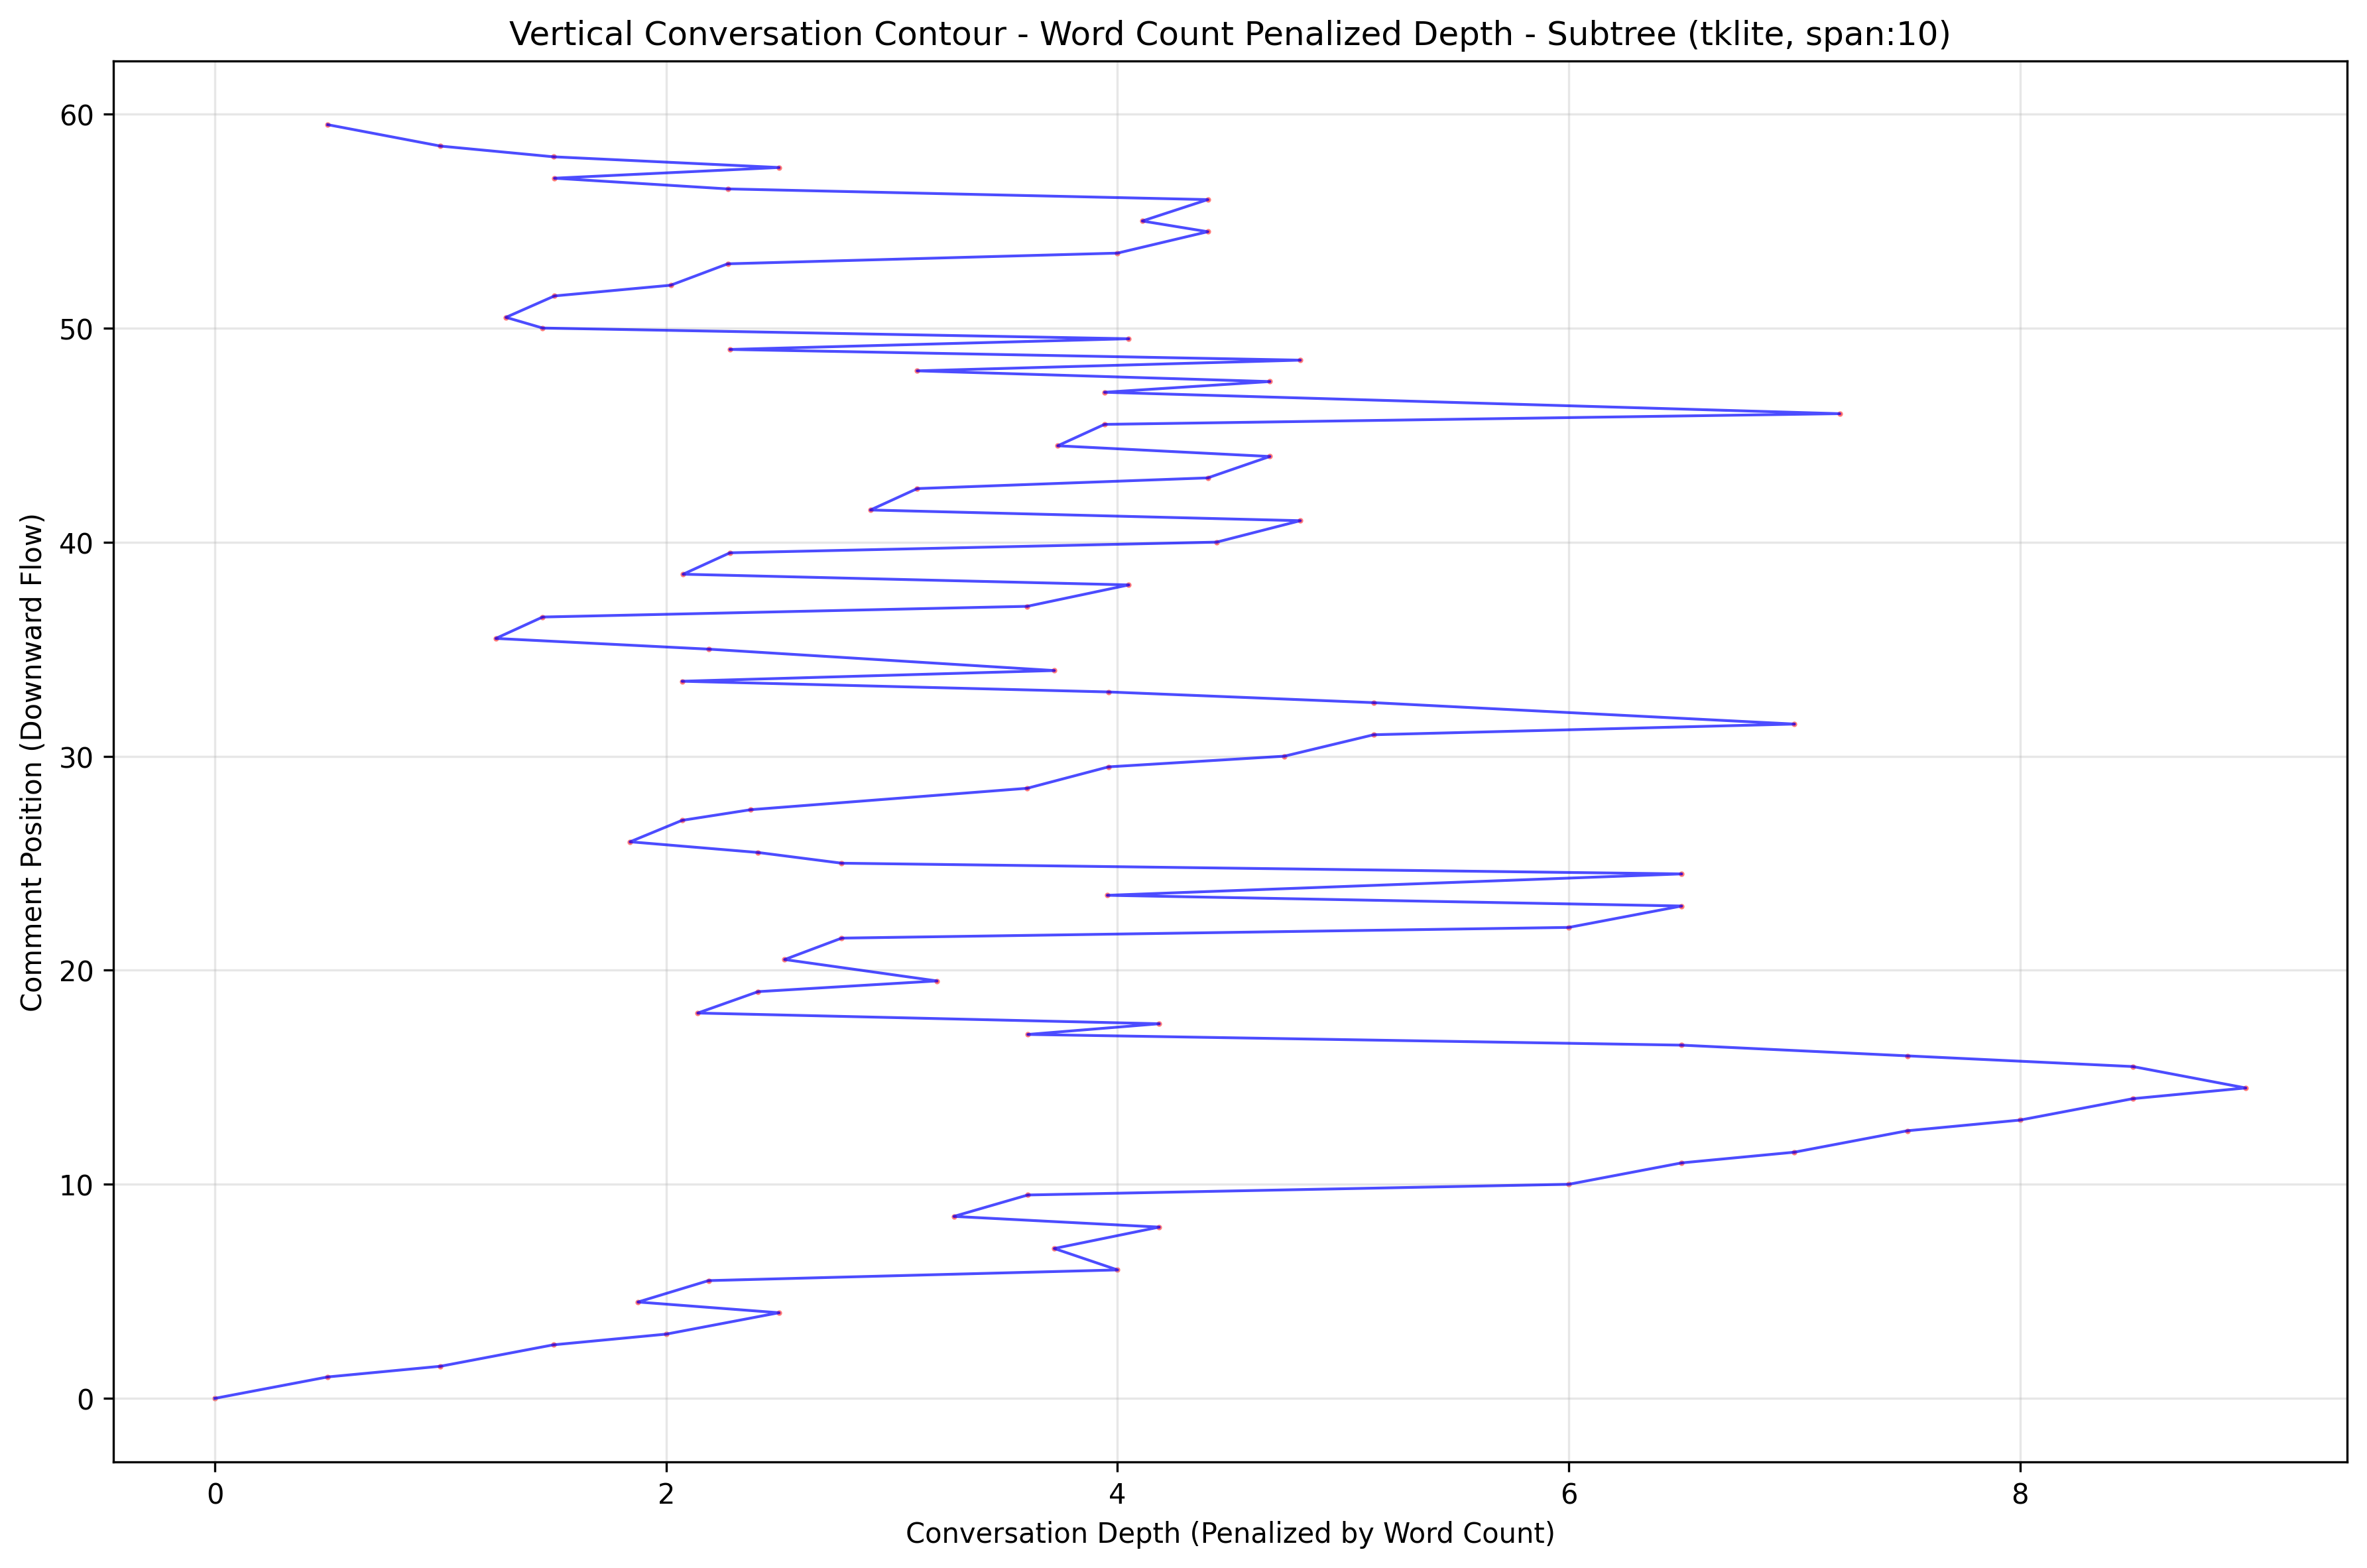 Vertical Conversation Contour - Word Count Penalized Depth - Subtree (tklite, span:10)
Comment Position (Downward Flow)
60
50
40
30
20
10
0
0 2 4 6 8
Conversation Depth (Penalized by Word Count)